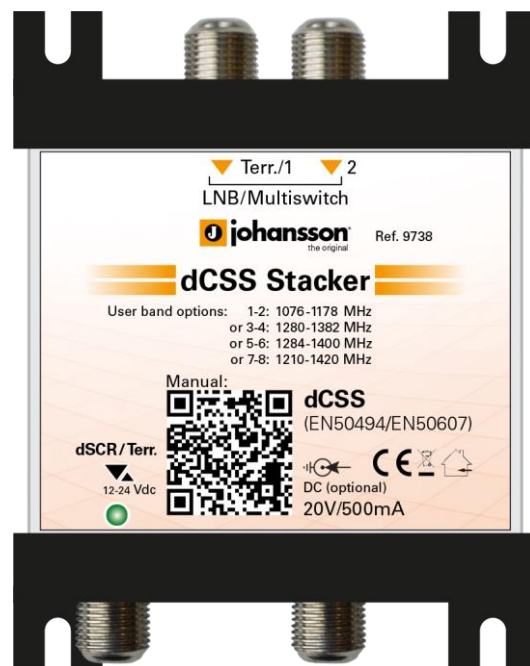 Terr./1 2
LNB/Multiswitch
johansson
the original
Ref. 9738
dCSS Stacker
User band options: 1-2: 1076-1178 MHz
or 3-4: 1280-1382 MHz
or 5-6: 1284-1400 MHz
or 7-8: 1210-1420 MHz
Manual:
dCSS
(EN50494/EN50607)
dSCR/Terr.
12-24 Vdc
CE
DC (optional)
20V/500mA